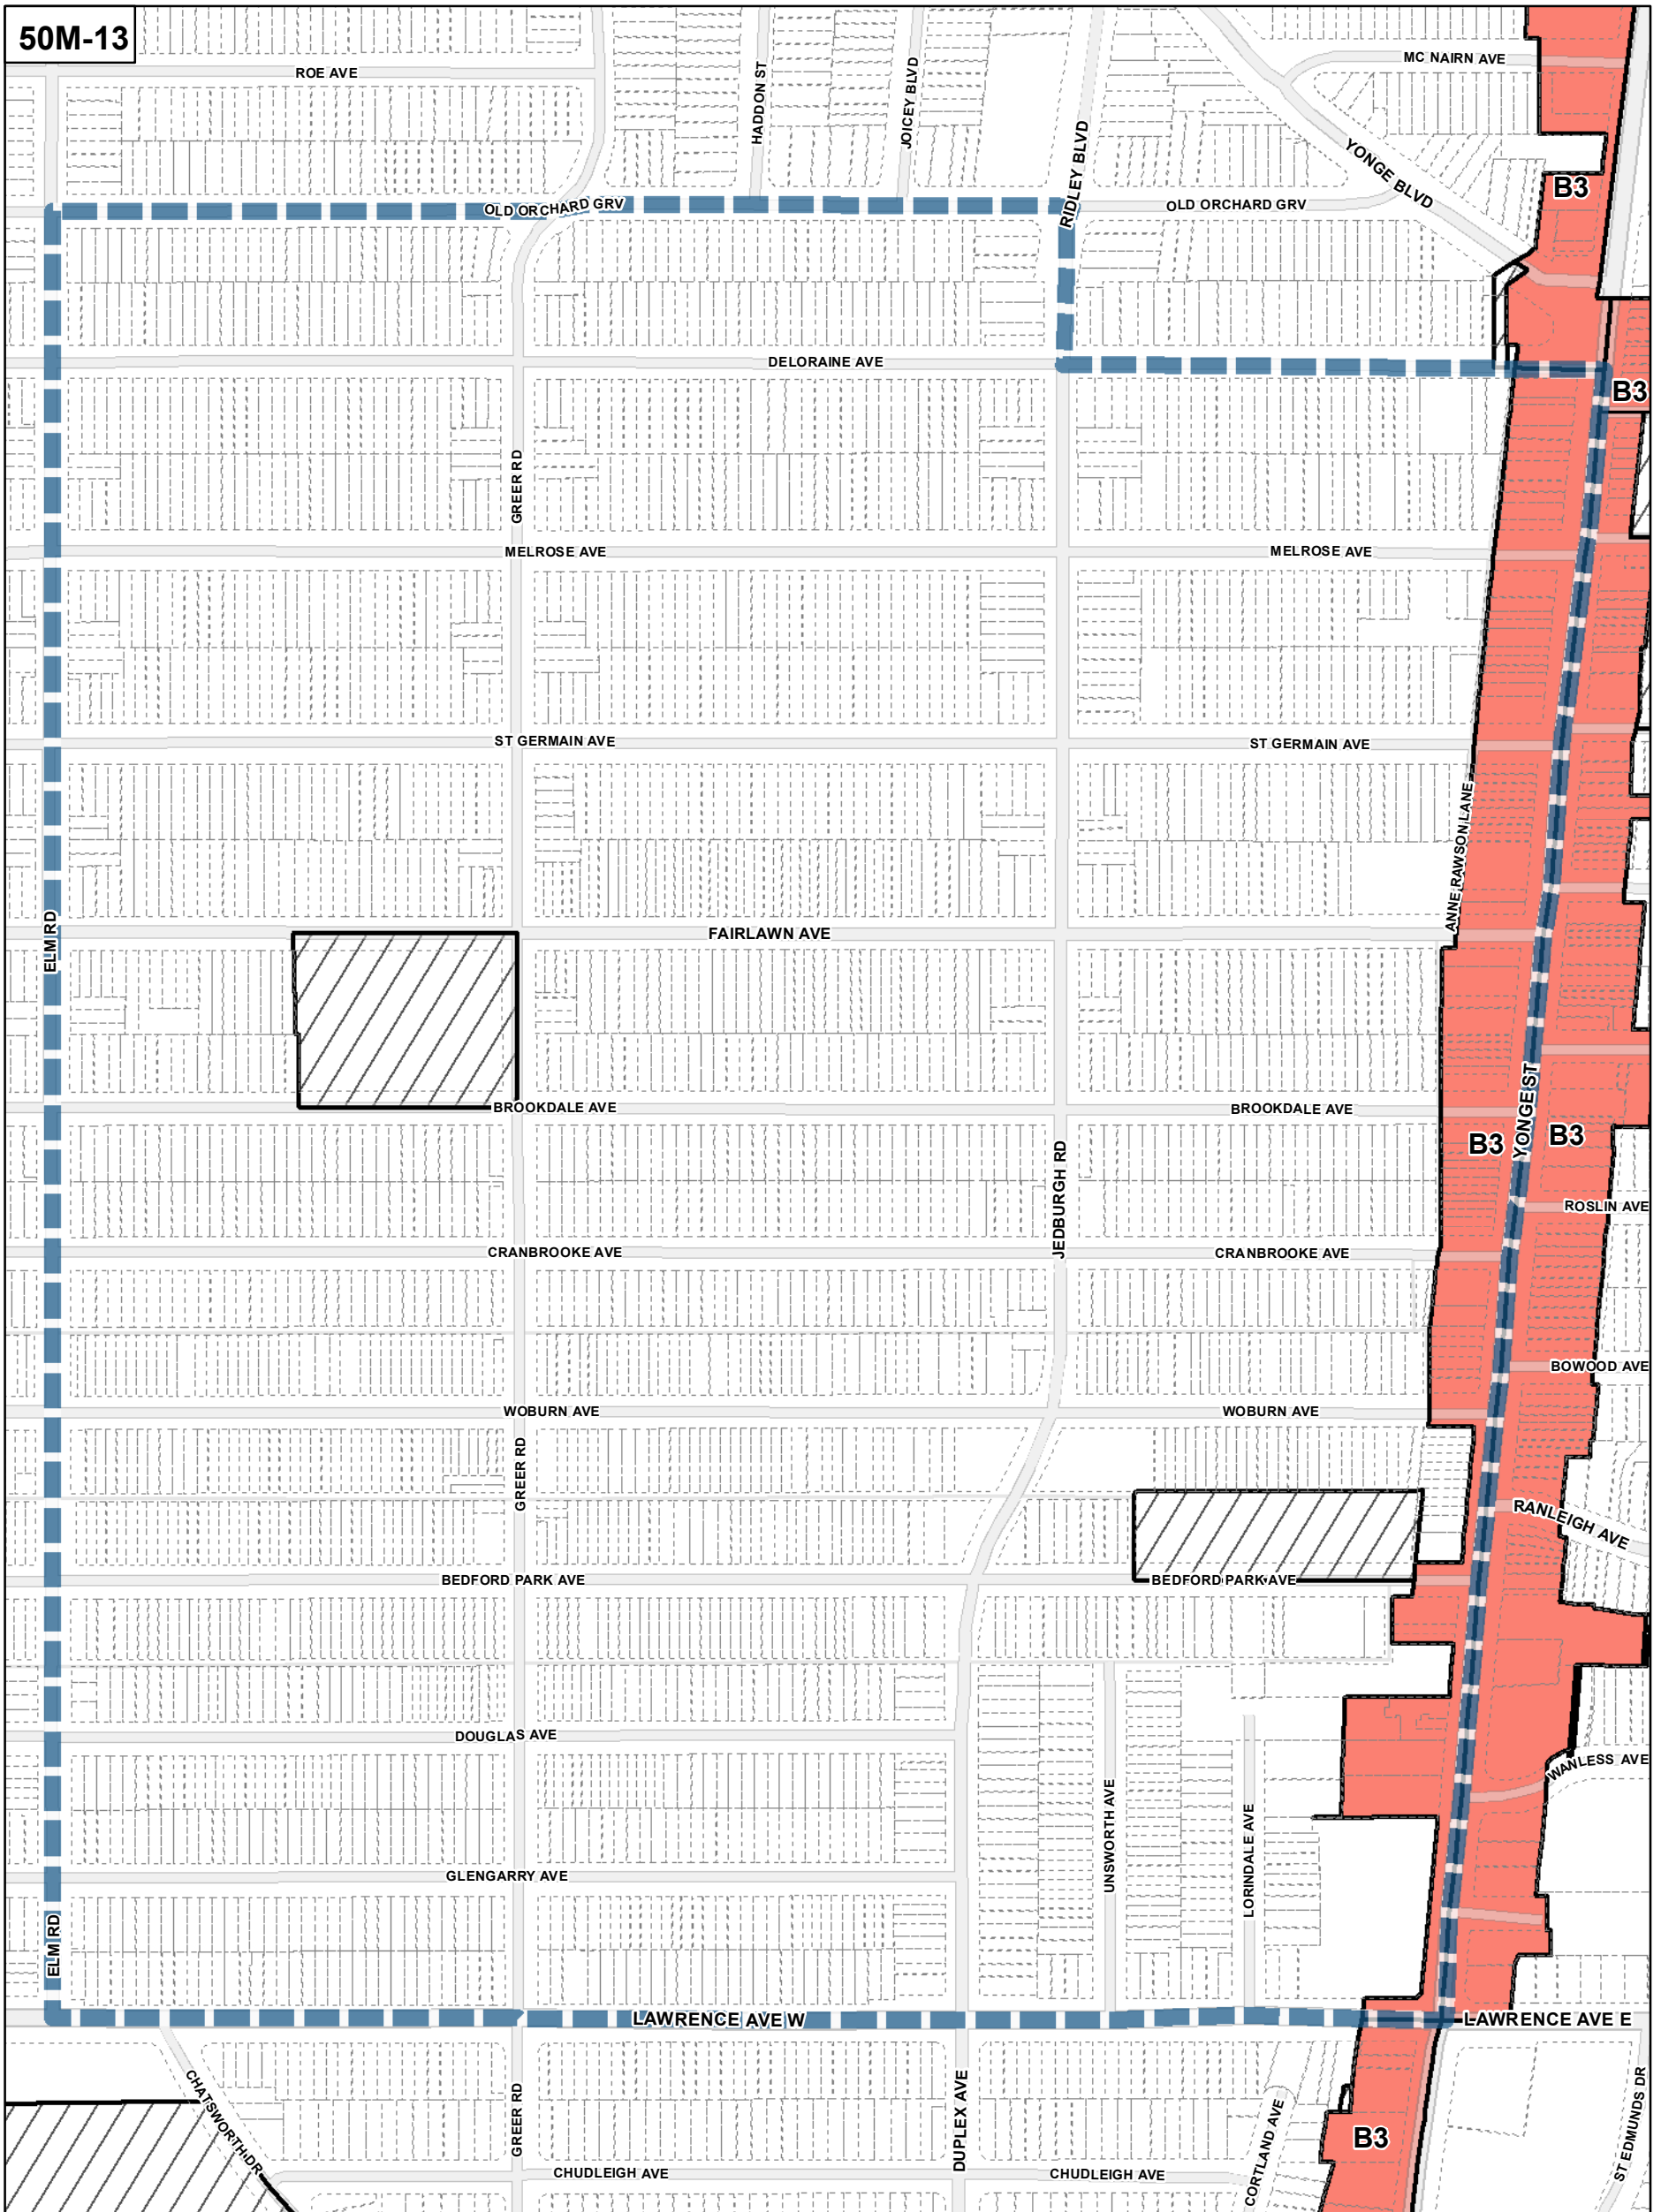 50M-13
ROE AVE
MC NAIRN AVE
HADDON ST
JOICEY BLVD
RIDLEY BLVD
YONGE BLVD
B3
OLD ORCHARD GRV
OLD ORCHARD GRV
DELORAINE AVE
B3
GREER RD
MELROSE AVE
MELROSE AVE
ST GERMAIN AVE
ST GERMAIN AVE
ANNE RAWSON LANE
ELM RD
FAIRLAWN AVE
BROOKDALE AVE
BROOKDALE AVE
YONGE ST
B3
B3
JEDBURGH RD
ROSLIN AVE
CRANBROOKE AVE
CRANBROOKE AVE
BOWOOD AVE
WOBURN AVE
WOBURN AVE
GREER RD
RANLEIGH AVE
BEDFORD PARK AVE
BEDFORD PARK AVE
DOUGLAS AVE
WANLESS AVE
UNSWORTH AVE
LORINDALE AVE
GLENGARRY AVE
ELM RD
LAWRENCE AVE W
LAWRENCE AVE E
CHATSWORTH DR
GREER RD
DUPLEX AVE
CORTLAND AVE
ST EDMUNDS DR
B3
CHUDLEIGH AVE
CHUDLEIGH AVE